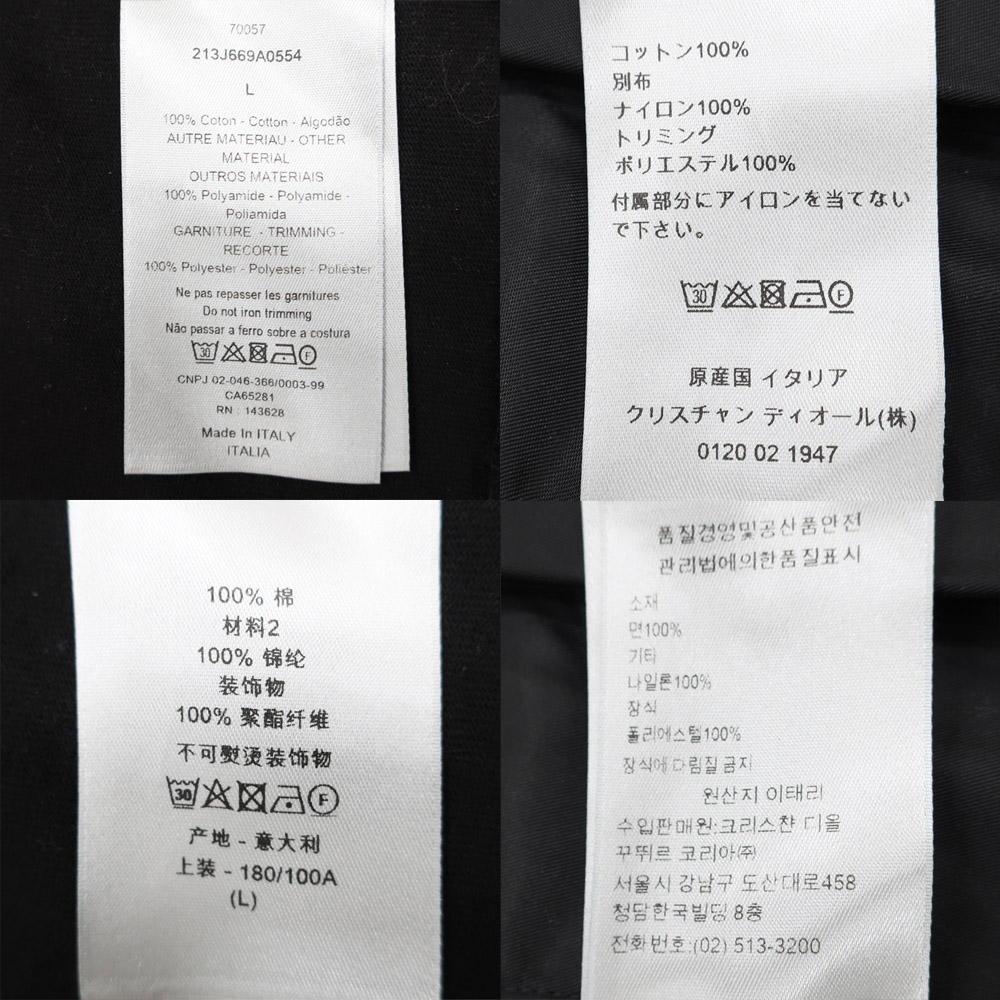 70057
213J669A0554
L
100% Coton - Cotton - Algodão
AUTRE MATERIAU - OTHER
MATERIAL
OUTROS MATERIAIS
100% Polyamide - Polyamide -
Poliamida
GARNITURE - TRIMMING -
RECORTE
100% Polyester - Polyester - Poliéster
Ne pas repasser les garnitures
Do not iron trimming
Não passar a ferro sobre a costura
30 F
CNPJ 02-046-366/0003-99
CA65281
RN : 143628
Made In ITALY
ITALIA
コットン100%
別布
ナイロン100%
トリミング
ポリエステル100%
付属部分にアイロンを当てない
で下さい。
30 F
原産国 イタリア
クリスチャン ディオール(株)
0120 02 1947
100% 棉
材料2
100% 锦纶
装饰物
100% 聚酯纤维
不可熨烫装饰物
30 F
产地 - 意大利
上装 - 180/100A
(L)
품질경영및공산품안전
관리법에의한품질표시
소재
면100%
기타
나일론100%
장식
폴리에스텔100%
장식에 다림질 금지
원산지 이태리
수입판매원:크리스챤 디올
꾸뛰르 코리아㈜
서울시 강남구 도산대로458
청담한국빌딩 8층
전화번호:(02) 513-3200